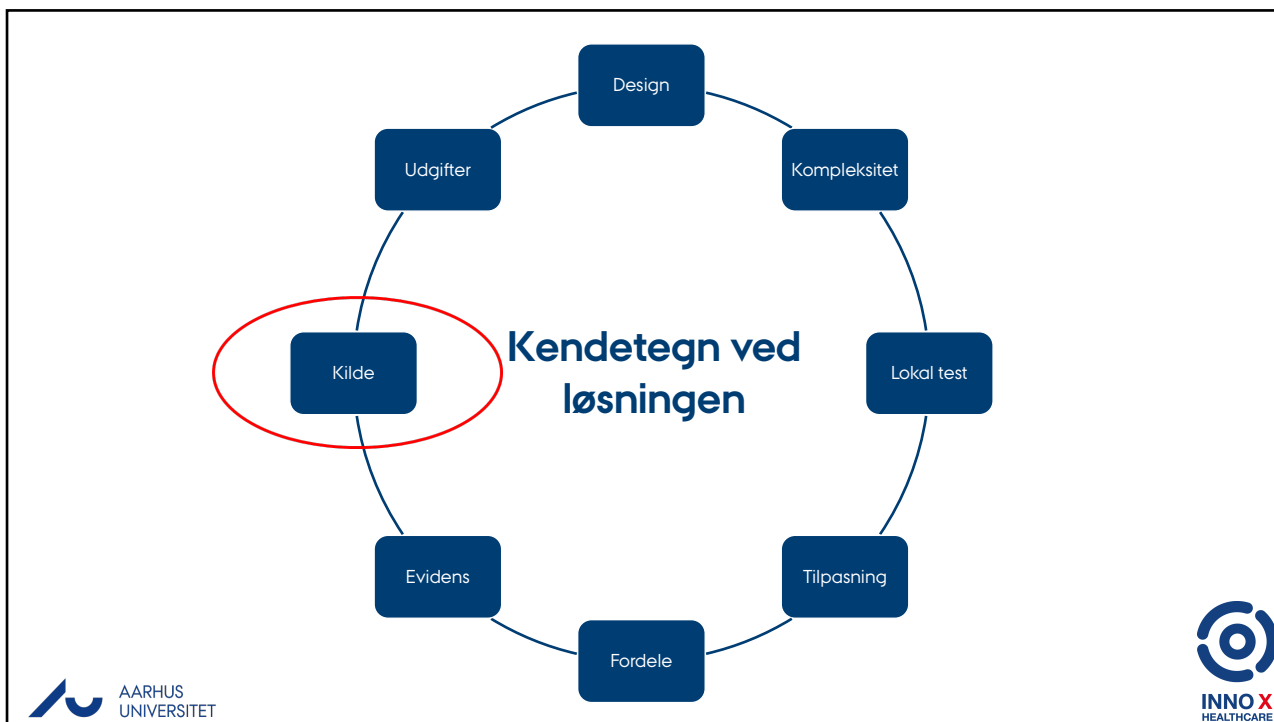 Design
Udgifter
Kompleksitet
Kilde
Kendetegn ved
løsningen
Lokal test
Evidens
Tilpasning
Fordele
AARHUS
UNIVERSITET
INNO X
HEALTHCARE